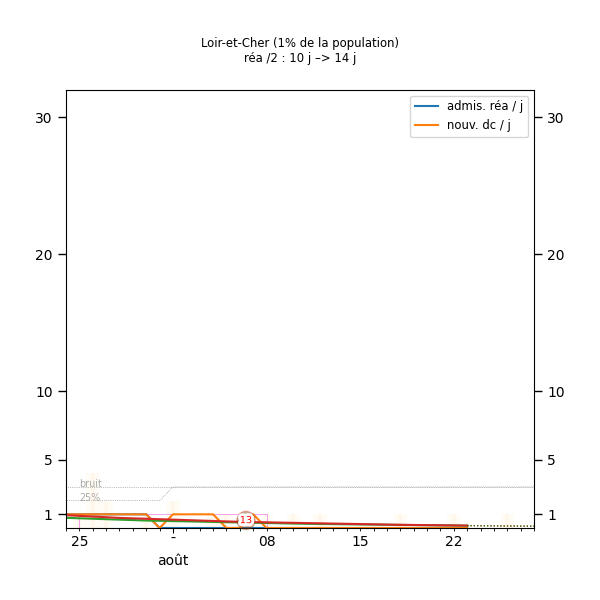 Loir-et-Cher (1% de la population)
réa /2 : 10 j –> 14 j
admis. réa / j
nouv. dc / j
30 30
20 20
10 10
5 5
bruit
25%
1 1
13
25 - 08 15 22
août